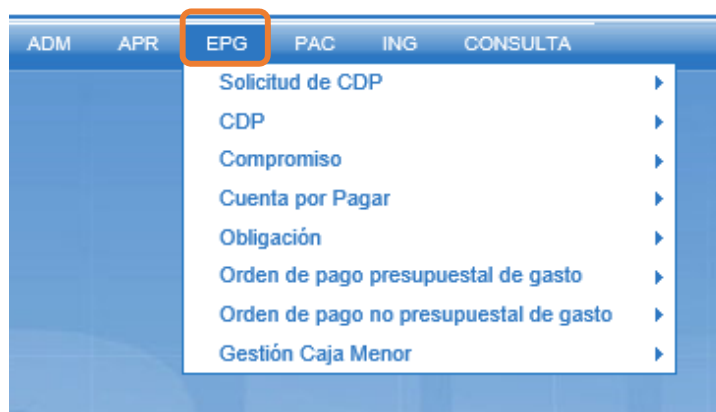 ADM APR EPG PAC ING CONSULTA
Solicitud de CDP
CDP
Compromiso
Cuenta por Pagar
Obligación
Orden de pago presupuestal de gasto
Orden de pago no presupuestal de gasto
Gestión Caja Menor